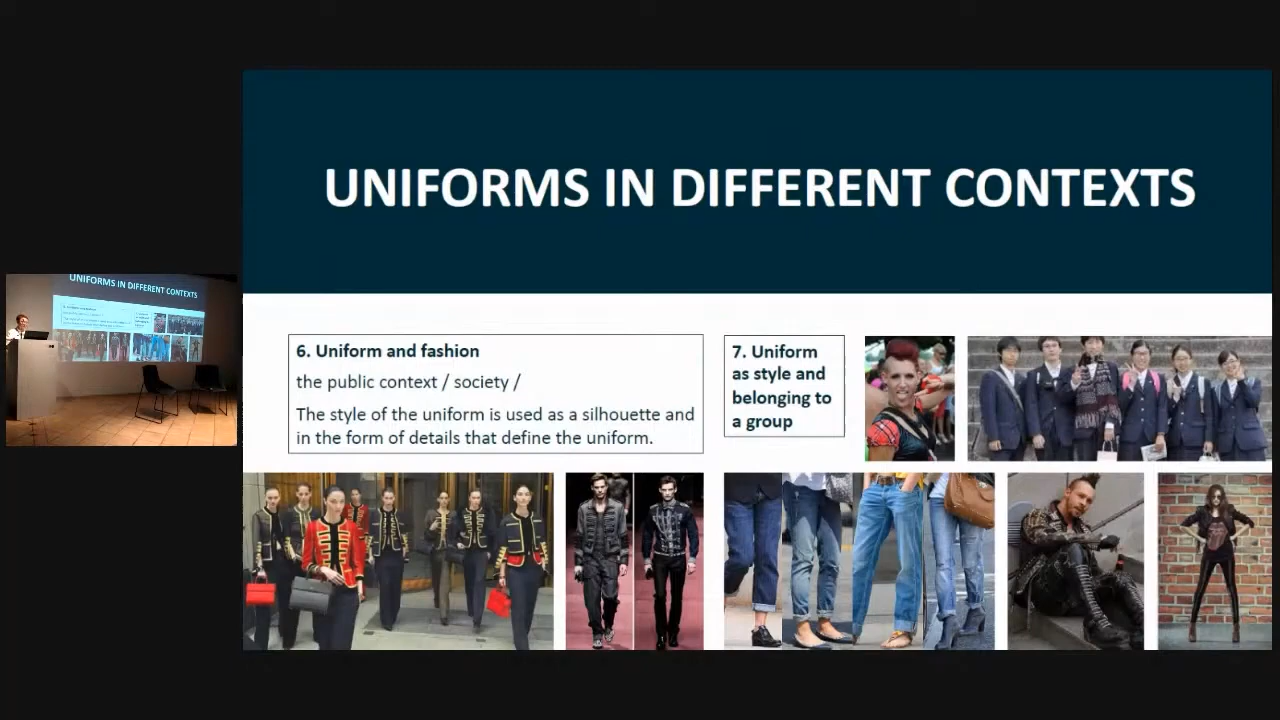 UNIFORMS IN DIFFERENT CONTEXTS
6. Uniform and fashion
the public context / society /
The style of the uniform is used as a silhouette and
in the form of details that define the uniform.
7. Uniform
as style and
belonging to
a group
UNIFORMS IN DIFFERENT CONTEXTS